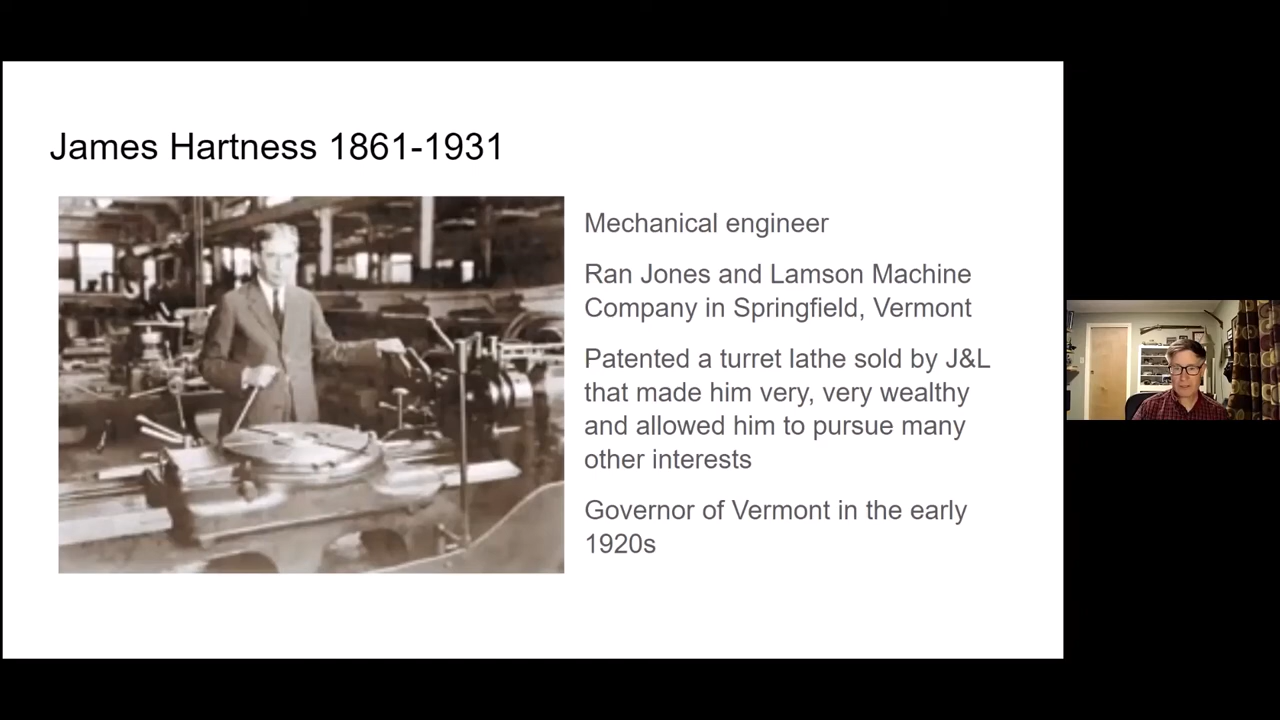 James Hartness 1861-1931
Mechanical engineer
Ran Jones and Lamson Machine
Company in Springfield, Vermont
Patented a turret lathe sold by J&L
that made him very, very wealthy
and allowed him to pursue many
other interests
Governor of Vermont in the early
1920s